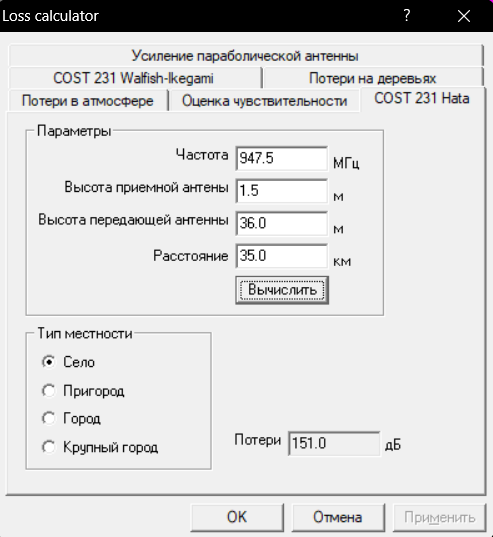 Loss calculator
Усиление параболической антенны
COST 231 Walfish-Ikegami Потери на деревьях
Потери в атмосфере Оценка чувствительности COST 231 Hata
Параметры
Частота 947.5 МГц
Высота приемной антены 1.5 м
Высота передающей антенны 36.0 м
Расстояние 35.0 км
Вычислить
Тип местности
Село
Пригород
Город
Крупный город
Потери 151.0 дБ
OK Отмена Применить